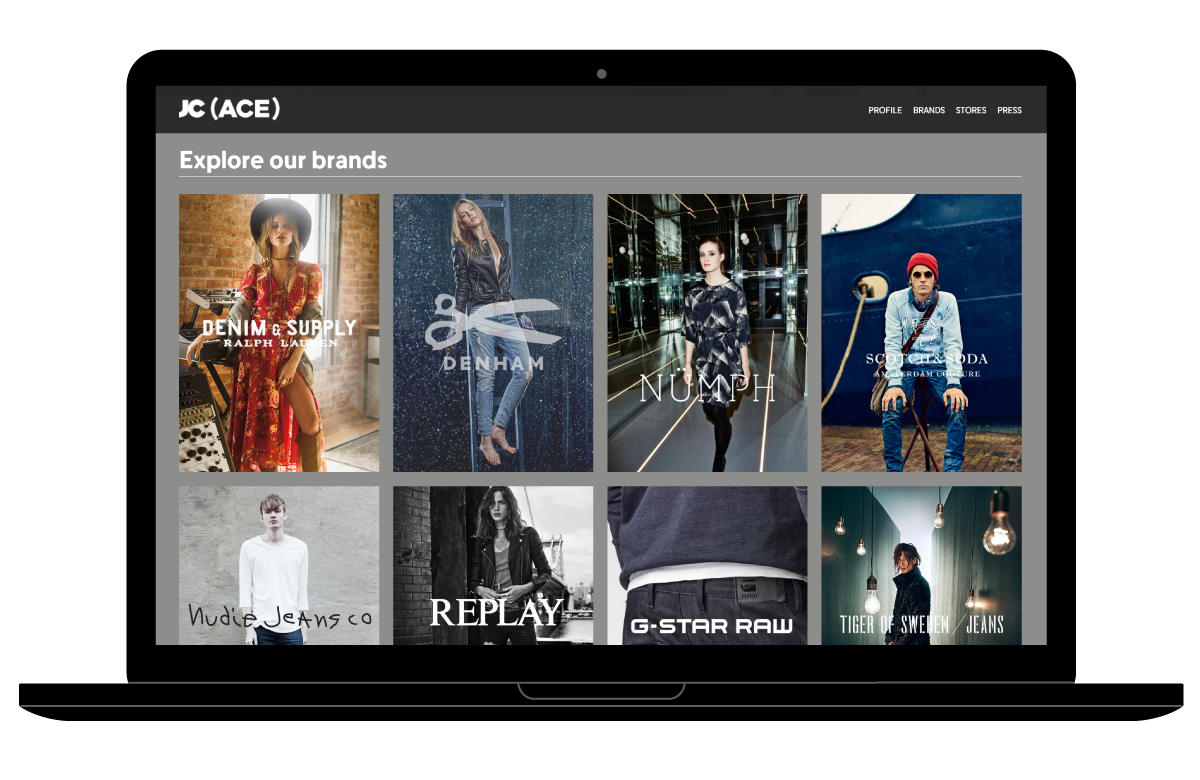 JC (ACE)
PROFILE BRANDS STORES PRESS
Explore our brands
DENIM & SUPPLY
RALPH LAUREN
DENHAM
NÜMPH
SCOTCH & SODA
AMSTERDAM COUTURE
Nudie Jeans co
REPLAY
RAW
G-STAR RAW
TIGER OF SWEDEN / JEANS